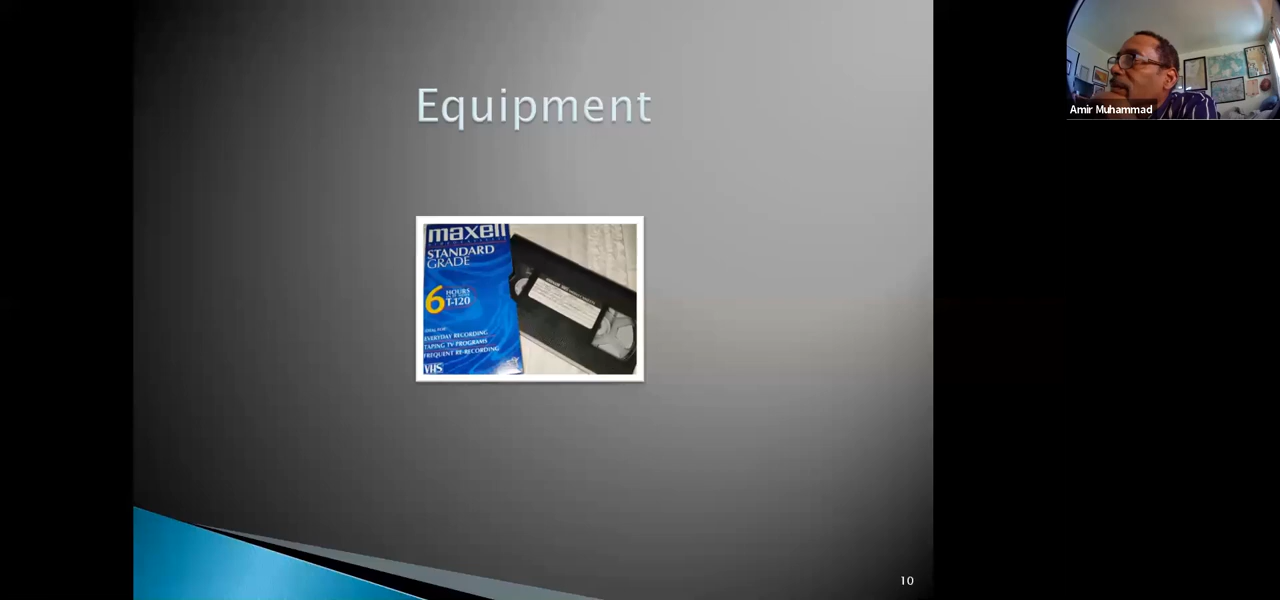 Equipment
maxell
STANDARD
GRADE
6 HOURS
T-120
EVERYDAY RECORDING
TAPING TV PROGRAMS
FREQUENT RE-RECORDING
VHS
10
Amir Muhammad